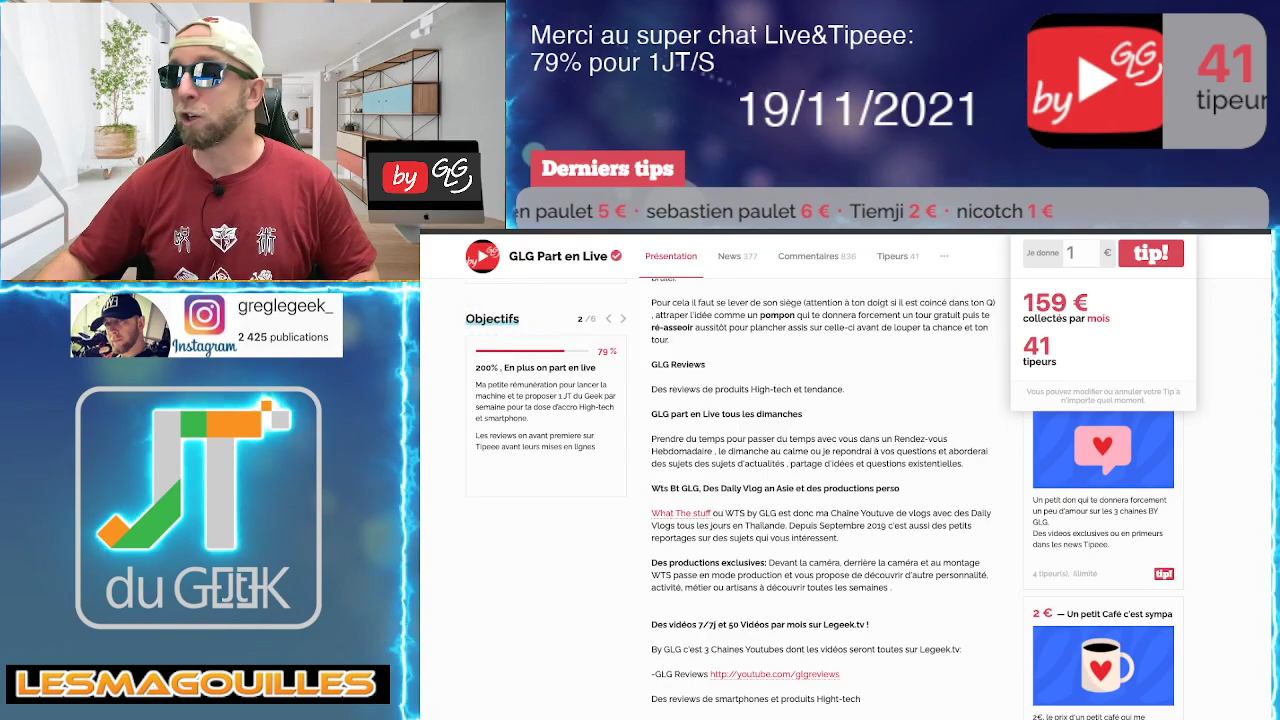 Merci au super chat Live&Tipeee:
79% pour 1JT/S
19/11/2021
by GLG
41
tipeur
Derniers tips
en paulet 5 € · sebastien paulet 6 € · Tiemji 2 € · nicotch 1 €
by GLG
greglegeek_
Instagram
2 425 publications
JT
du GEEK
LESMAGOUILLES
by GLG
GLG Part en Live
Présentation
News 377
Commentaires 836
Tipeurs 41
···
Je donne 1 €
tip!
159 €
collectés par mois
41
tipeurs
Vous pouvez modifier ou annuler votre Tip à
n'importe quel moment.
Objectifs
2 /6
79 %
200% , En plus on part en live
Ma petite rémunération pour lancer la
machine et te proposer 1 JT du Geek par
semaine pour ta dose d'accro High-tech
et smartphone.
Les reviews en avant premiere sur
Tipeee avant leurs mises en lignes
Pour cela il faut se lever de son siège (attention à ton doigt si il est coincé dans ton Q)
, attraper l'idée comme un pompon qui te donnera forcement un tour gratuit puis te
ré-asseoir aussitôt pour plancher assis sur celle-ci avant de louper ta chance et ton
tour.
GLG Reviews
Des reviews de produits High-tech et tendance.
GLG part en Live tous les dimanches
Prendre du temps pour passer du temps avec vous dans un Rendez-vous
Hebdomadaire , le dimanche au calme ou je repondrai à vos questions et aborderai
des sujets des sujets d'actualités , partage d'idées et questions existentielles.
Wts Bt GLG, Des Daily Vlog an Asie et des productions perso
What The stuff ou WTS by GLG est donc ma Chaîne Youtuve de vlogs avec des Daily
Vlogs tous les jours en Thaïlande. Depuis Septembre 2019 c'est aussi des petits
reportages sur des sujets qui vous intéressent.
Des productions exclusives: Devant la caméra, derrière la caméra et au montage
WTS passe en mode production et vous propose de découvrir d'autre personnalité,
activité, métier ou artisans à découvrir toutes les semaines .
Des vidéos 7/7j et 50 Vidéos par mois sur Legeek.tv !
By GLG c'est 3 Chaines Youtubes dont les vidéos seront toutes sur Legeek.tv:
-GLG Reviews http://youtube.com/glgreviews
Des reviews de smartphones et produits Hight-tech
Un petit don qui te donnera forcement
un peu d'amour sur les 3 chaines BY
GLG.
Des videos exclusives ou en primeurs
dans les news Tipeee.
4 tipeur(s), Illimité
tip!
2 € — Un petit Café c'est sympa
2€, le prix d'un petit café qui me